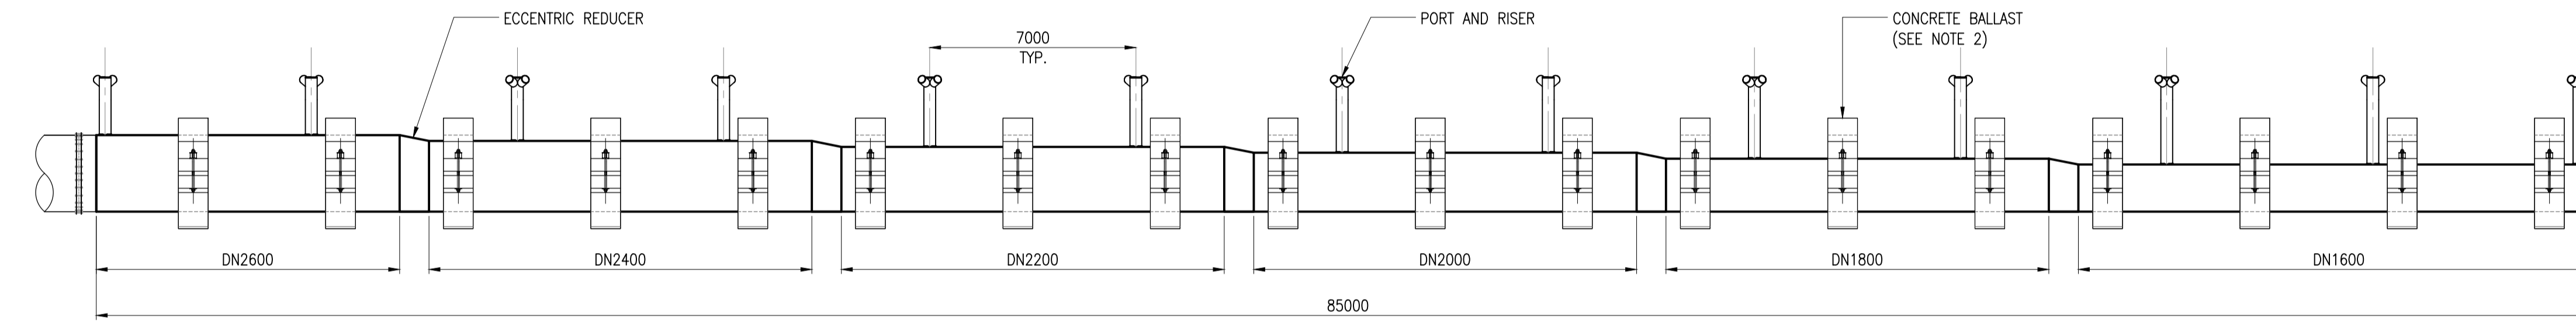 ECCENTRIC REDUCER
7000
TYP.
PORT AND RISER
CONCRETE BALLAST
(SEE NOTE 2)
DN2600
DN2400
DN2200
DN2000
DN1800
DN1600
85000